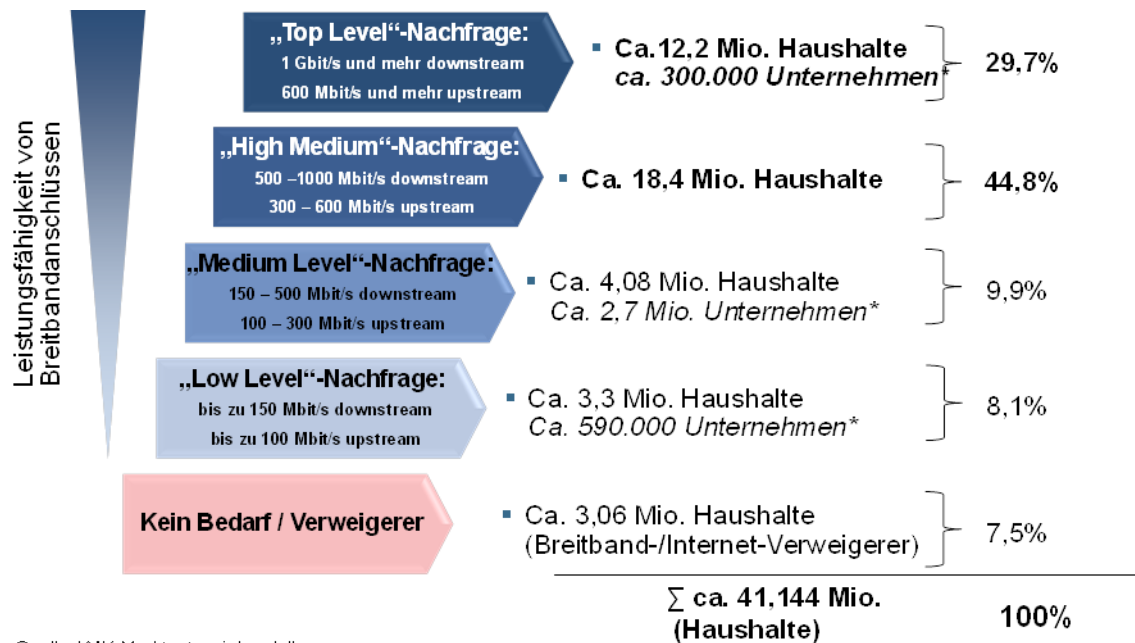 „Top Level“-Nachfrage:
1 Gbit/s und mehr downstream
600 Mbit/s und mehr upstream
▪ Ca.12,2 Mio. Haushalte
ca. 300.000 Unternehmen*
29,7%
„High Medium“-Nachfrage:
500 –1000 Mbit/s downstream
300 – 600 Mbit/s upstream
▪ Ca. 18,4 Mio. Haushalte
44,8%
„Medium Level“-Nachfrage:
150 – 500 Mbit/s downstream
100 – 300 Mbit/s upstream
▪ Ca. 4,08 Mio. Haushalte
Ca. 2,7 Mio. Unternehmen*
9,9%
„Low Level“-Nachfrage:
bis zu 150 Mbit/s downstream
bis zu 100 Mbit/s upstream
▪ Ca. 3,3 Mio. Haushalte
Ca. 590.000 Unternehmen*
8,1%
Kein Bedarf / Verweigerer
▪ Ca. 3,06 Mio. Haushalte
(Breitband-/Internet-Verweigerer)
7,5%
∑ ca. 41,144 Mio.
(Haushalte)
100%
Leistungsfähigkeit von
Breitbandanschlüssen